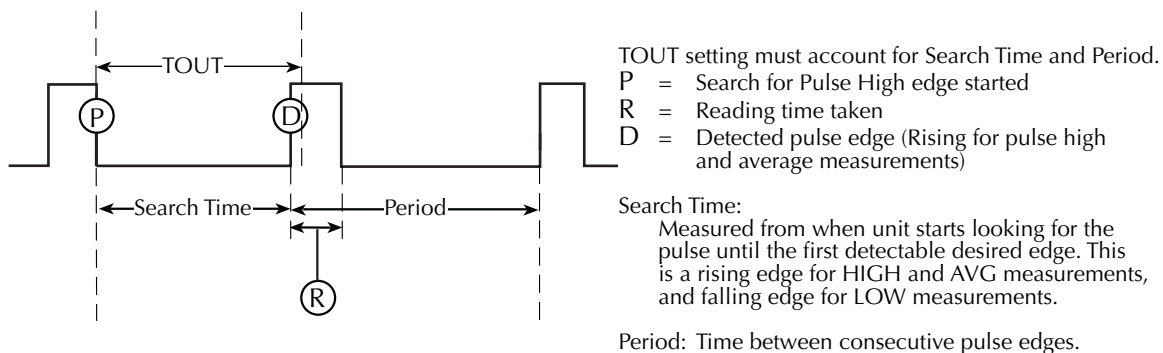 TOUT
P
D
Search Time
Period
R
TOUT setting must account for Search Time and Period.
P = Search for Pulse High edge started
R = Reading time taken
D = Detected pulse edge (Rising for pulse high
and average measurements)
Search Time:
Measured from when unit starts looking for the
pulse until the first detectable desired edge. This
is a rising edge for HIGH and AVG measurements,
and falling edge for LOW measurements.
Period: Time between consecutive pulse edges.